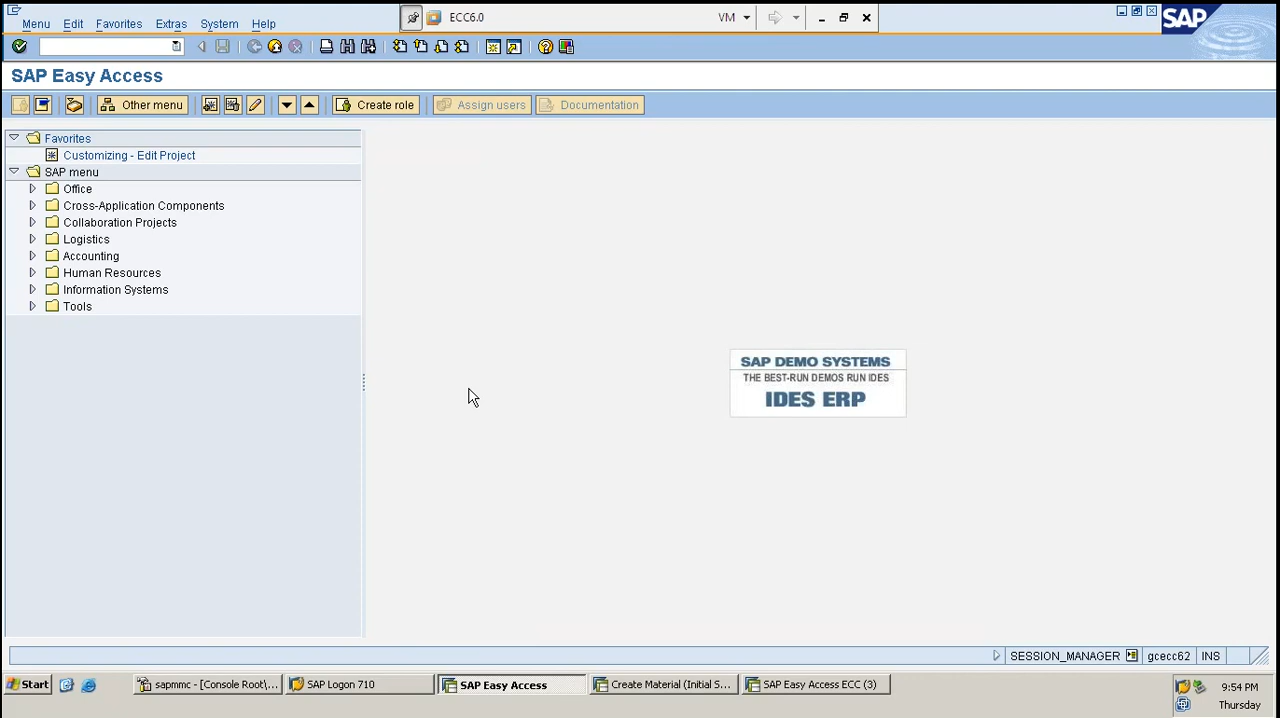 ECC6.0
VM
Menu Edit Favorites Extras System Help
SAP
SAP Easy Access
Other menu Create role Assign users Documentation
Favorites
Customizing - Edit Project
SAP menu
Office
Cross-Application Components
Collaboration Projects
Logistics
Accounting
Human Resources
Information Systems
Tools
SAP DEMO SYSTEMS
THE BEST-RUN DEMOS RUN IDES
IDES ERP
SESSION_MANAGER gcecc62 INS
Start sapmmc - [Console Root\... SAP Logon 710 SAP Easy Access Create Material (Initial S... SAP Easy Access ECC (3) 9:54 PM
Thursday